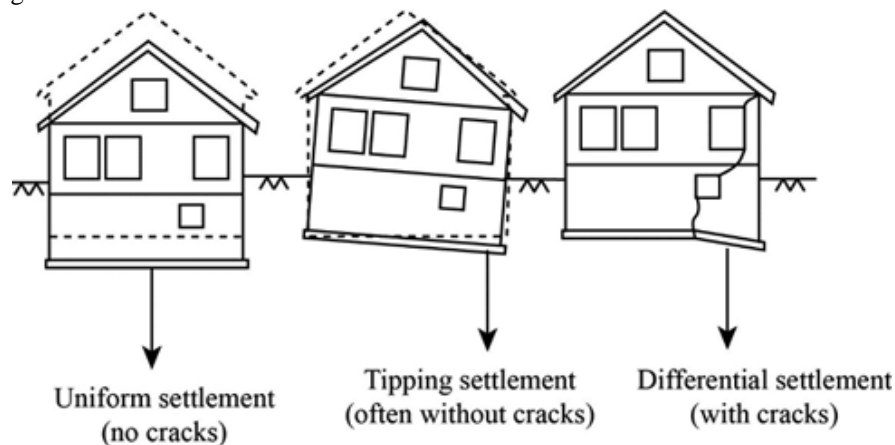 Uniform settlement
(no cracks)
Tipping settlement
(often without cracks)
Differential settlement
(with cracks)